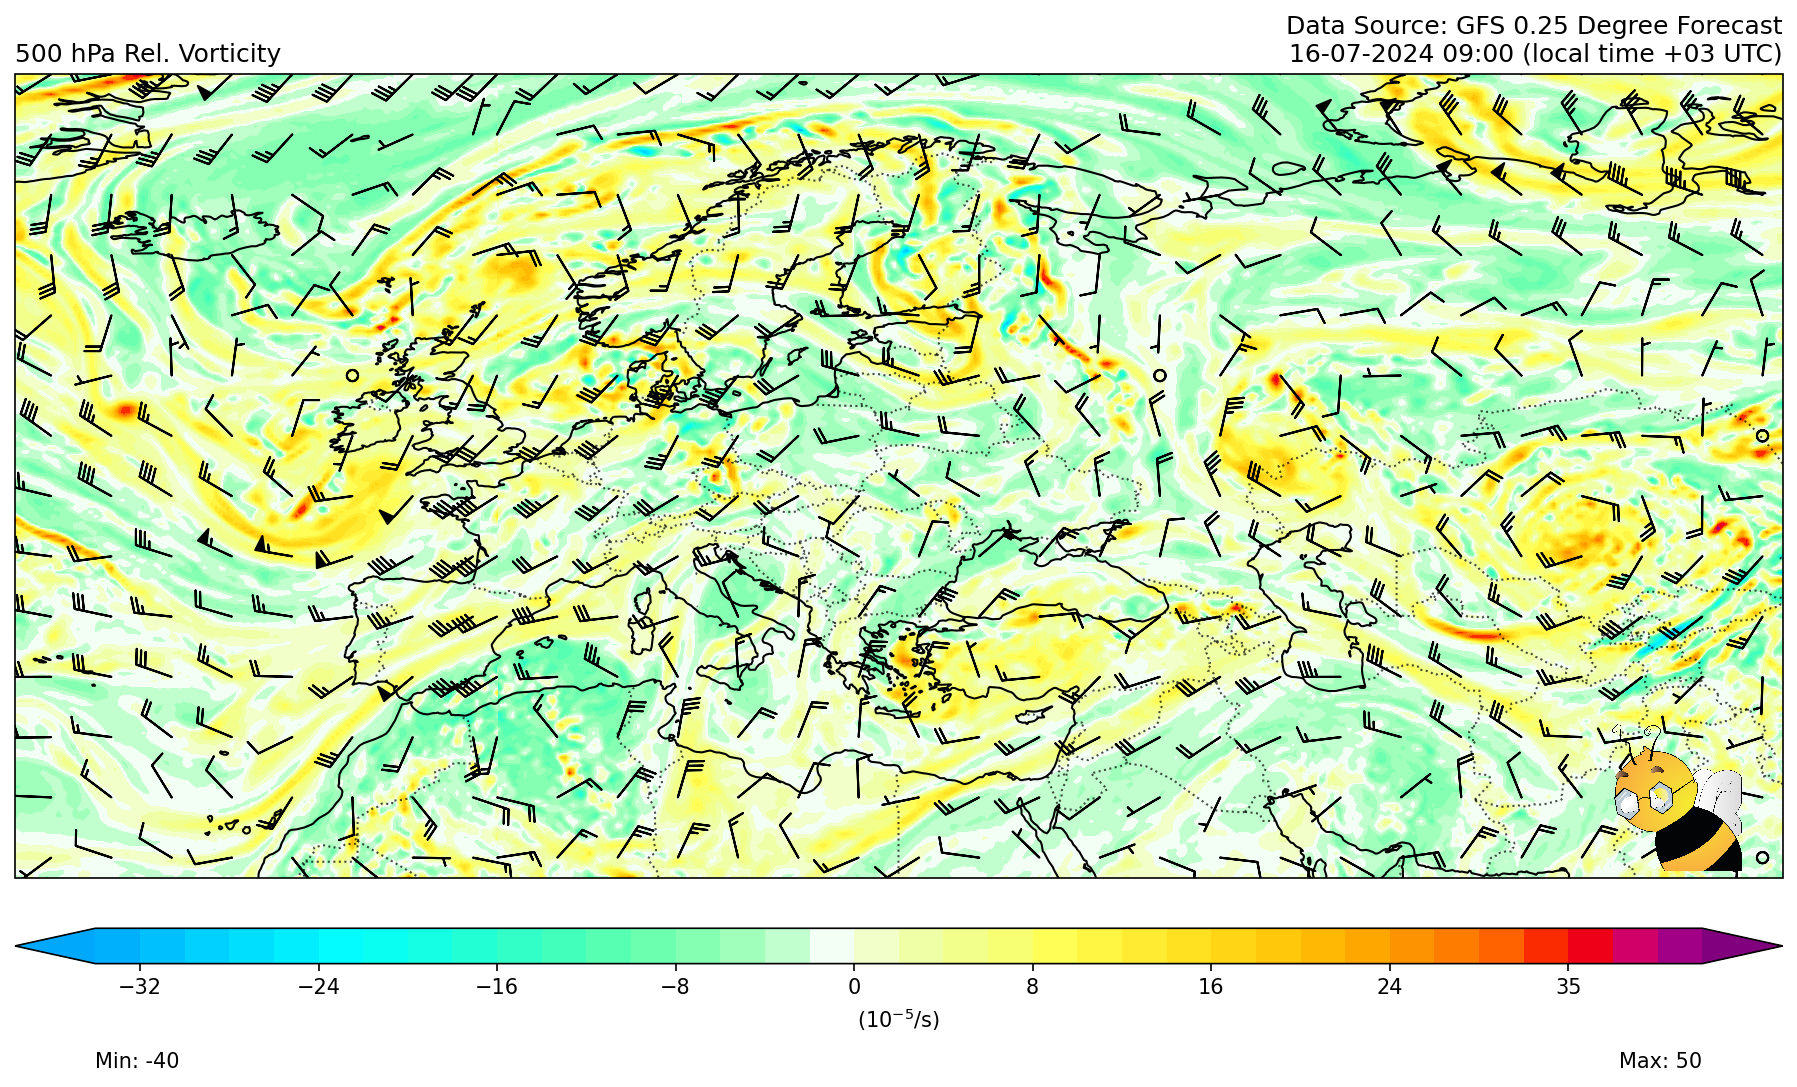 Data Source: GFS 0.25 Degree Forecast
500 hPa Rel. Vorticity
16-07-2024 09:00 (local time +03 UTC)
−32 −24 −16 −8 0 8 16 24 35
(10⁻⁵/s)
Min: -40
Max: 50